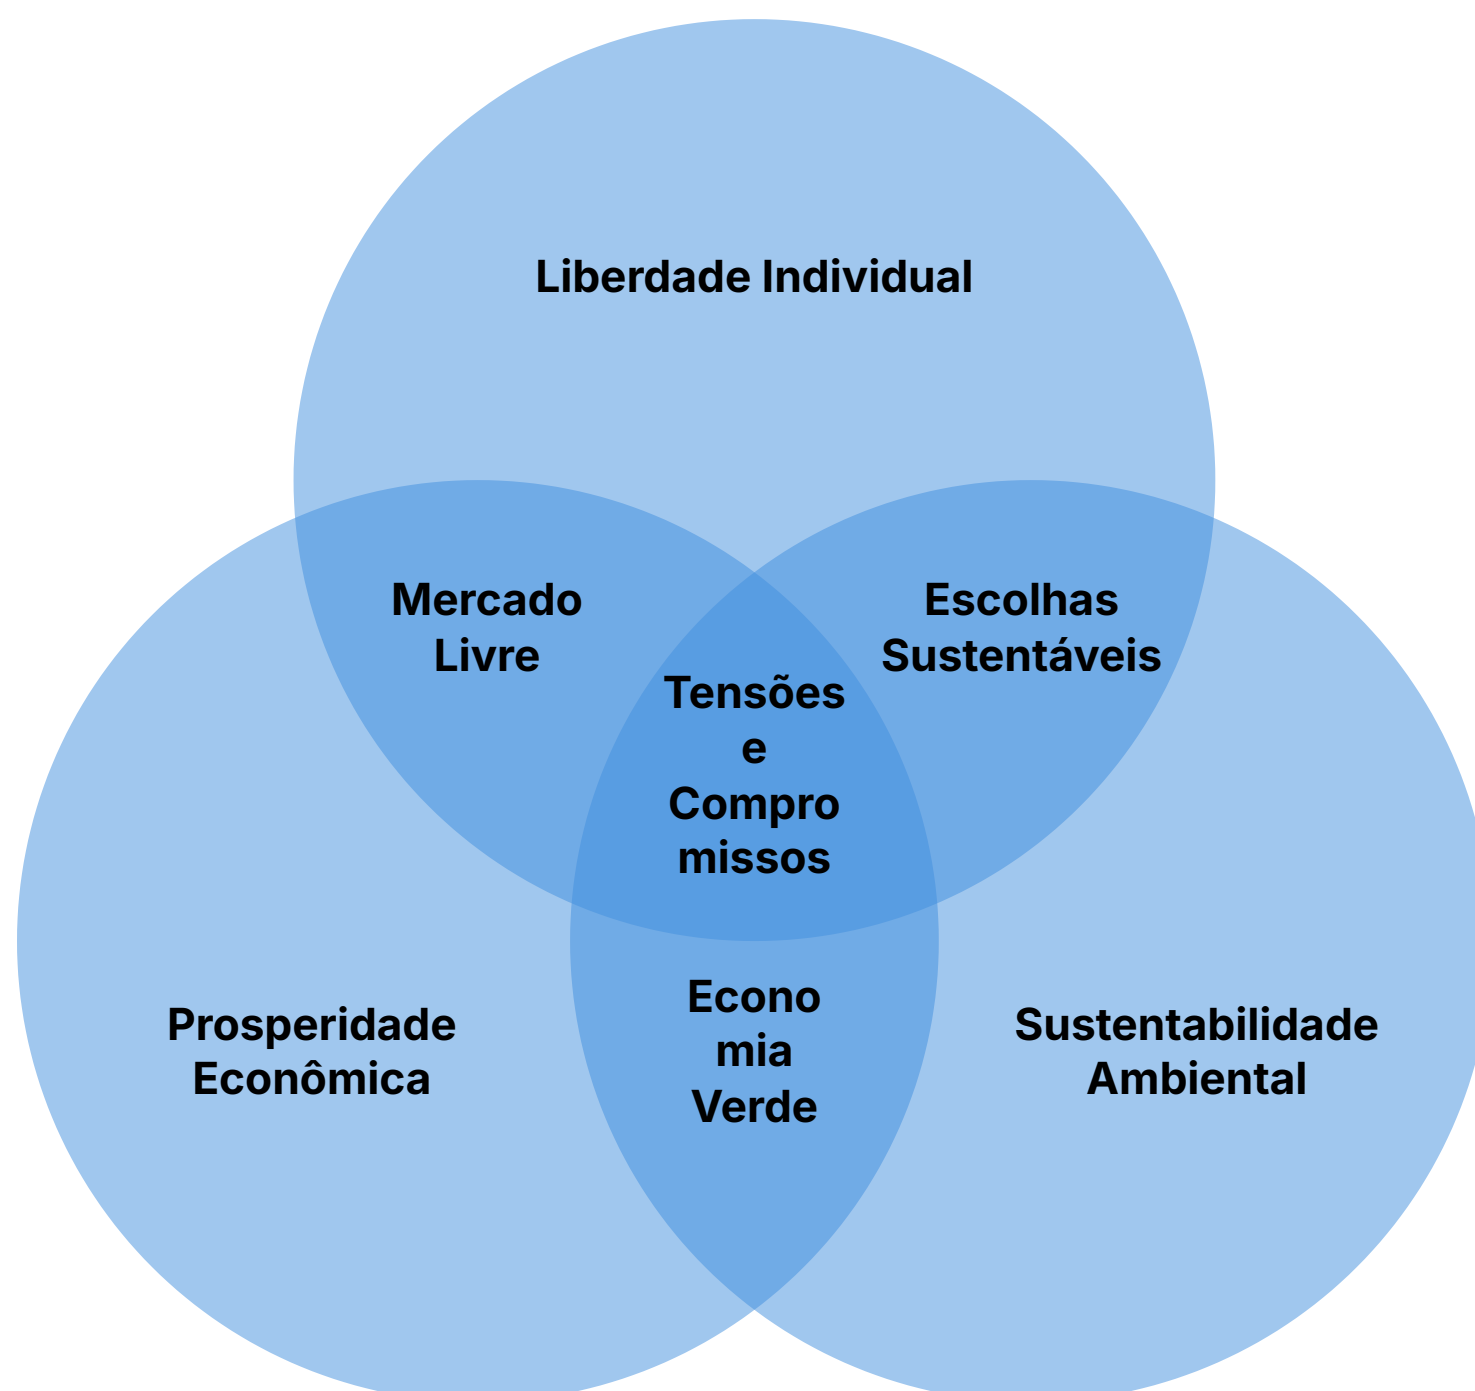 Liberdade Individual
Mercado
Livre
Escolhas
Sustentáveis
Tensões
e
Compro
missos
Prosperidade
Econômica
Econo
mia
Verde
Sustentabilidade
Ambiental